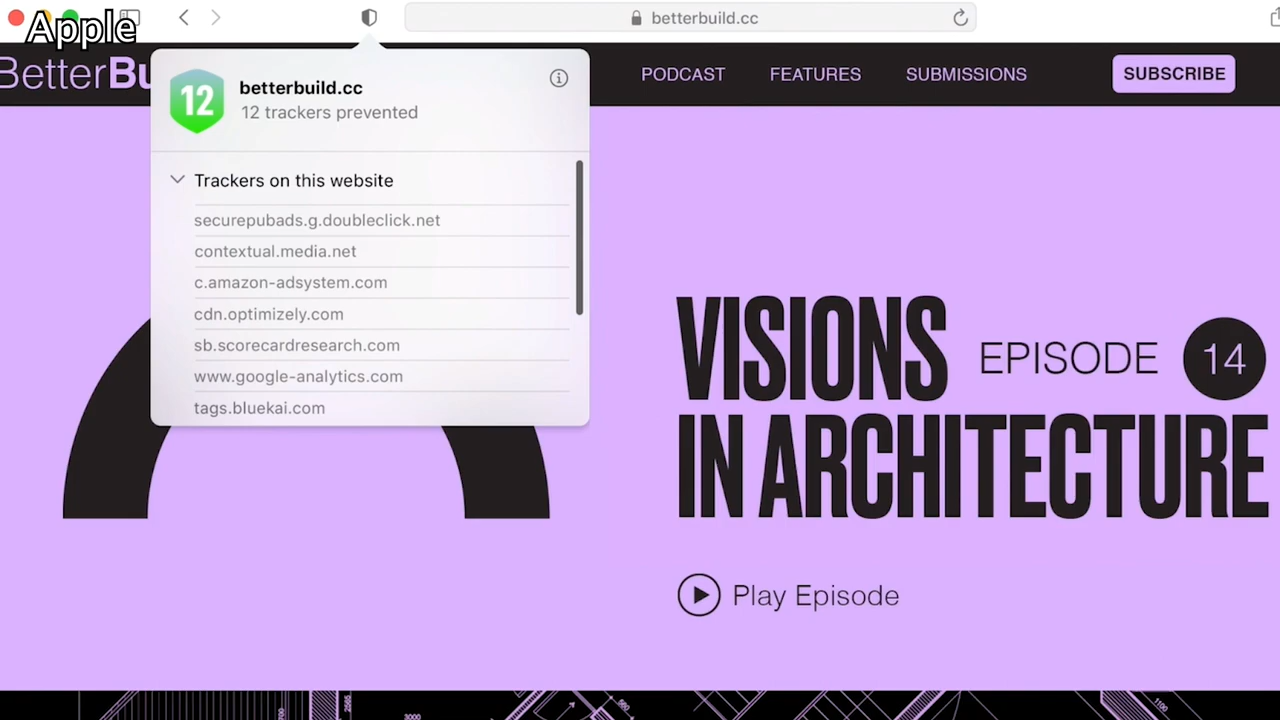 Apple
betterbuild.cc
BetterBu
PODCAST FEATURES SUBMISSIONS SUBSCRIBE
12
betterbuild.cc
12 trackers prevented
Trackers on this website
securepubads.g.doubleclick.net
contextual.media.net
c.amazon-adsystem.com
cdn.optimizely.com
sb.scorecardresearch.com
www.google-analytics.com
tags.bluekai.com
VISIONS
EPISODE 14
IN ARCHITECTURE
Play Episode
3000
1100